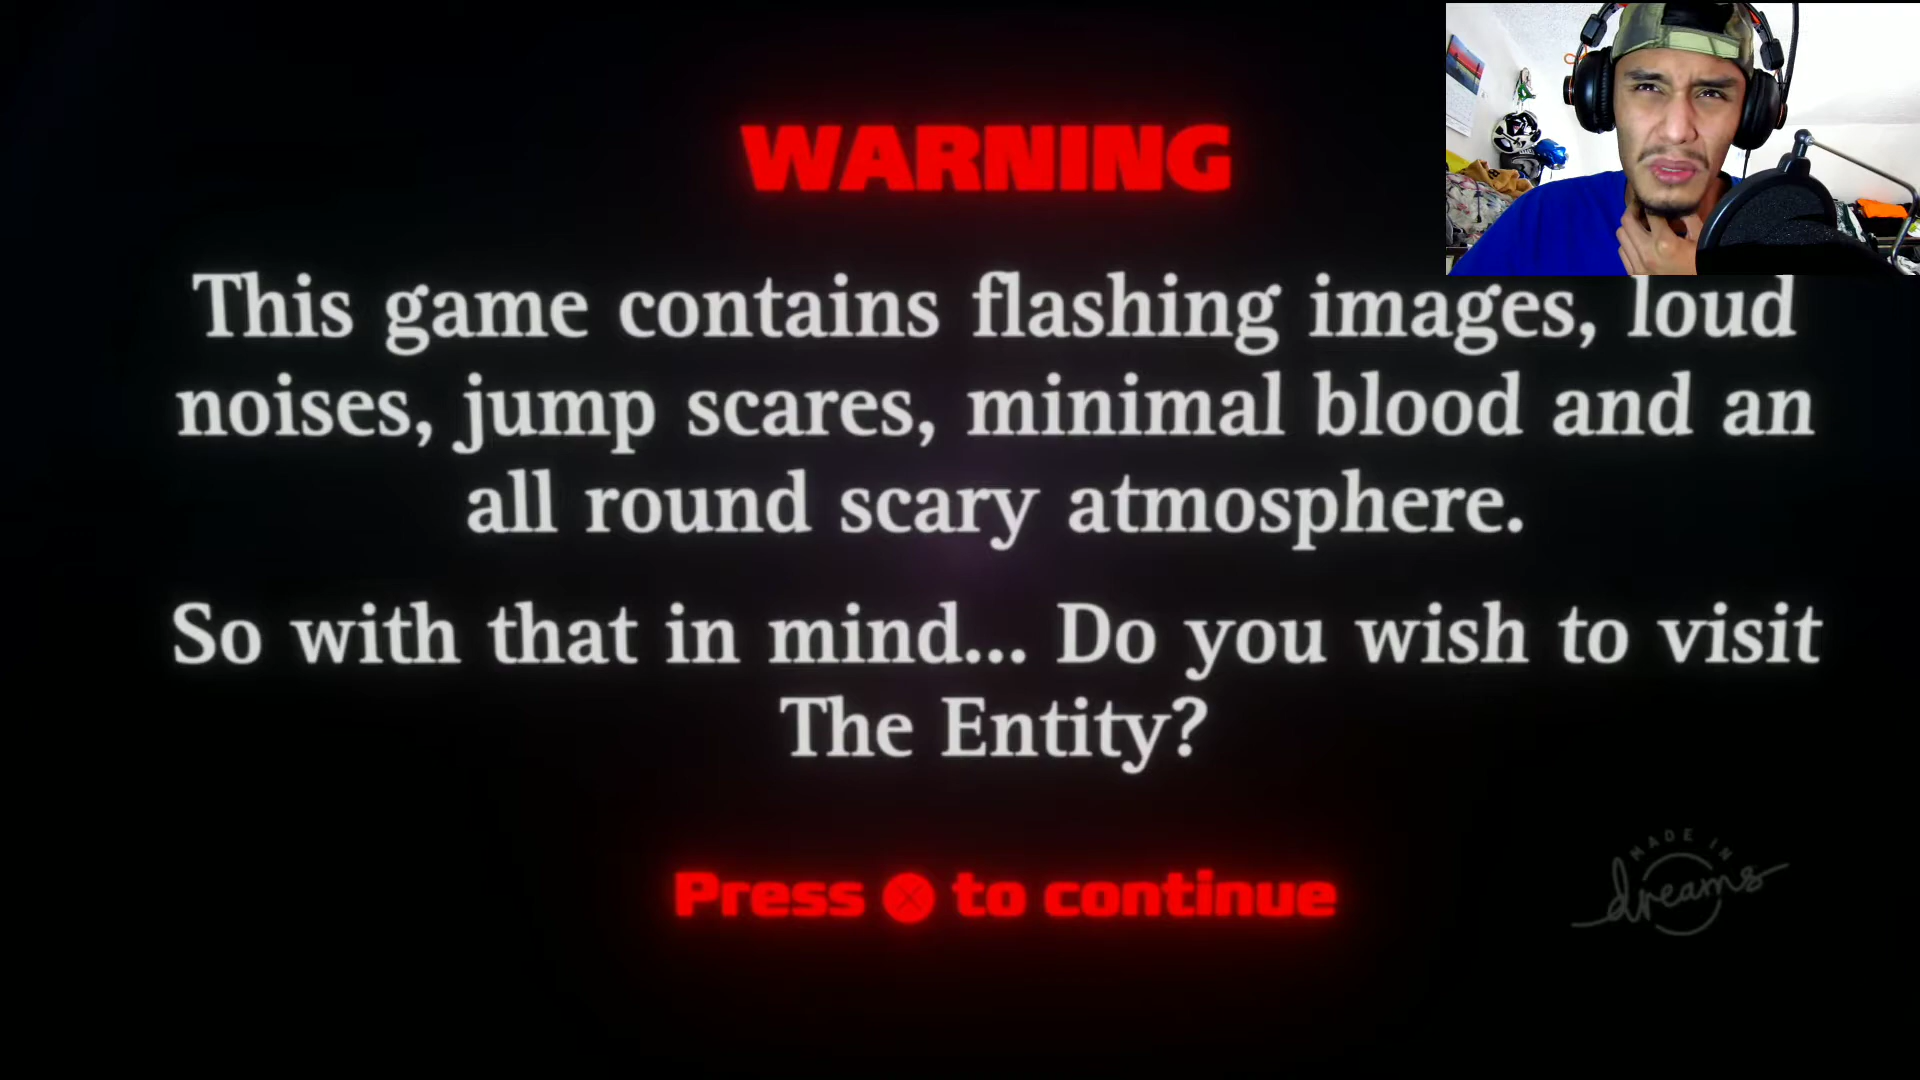 WARNING
This game contains flashing images, loud
noises, jump scares, minimal blood and an
all round scary atmosphere.
So with that in mind... Do you wish to visit
The Entity?
Press ⊗ to continue
MADE IN
dreams